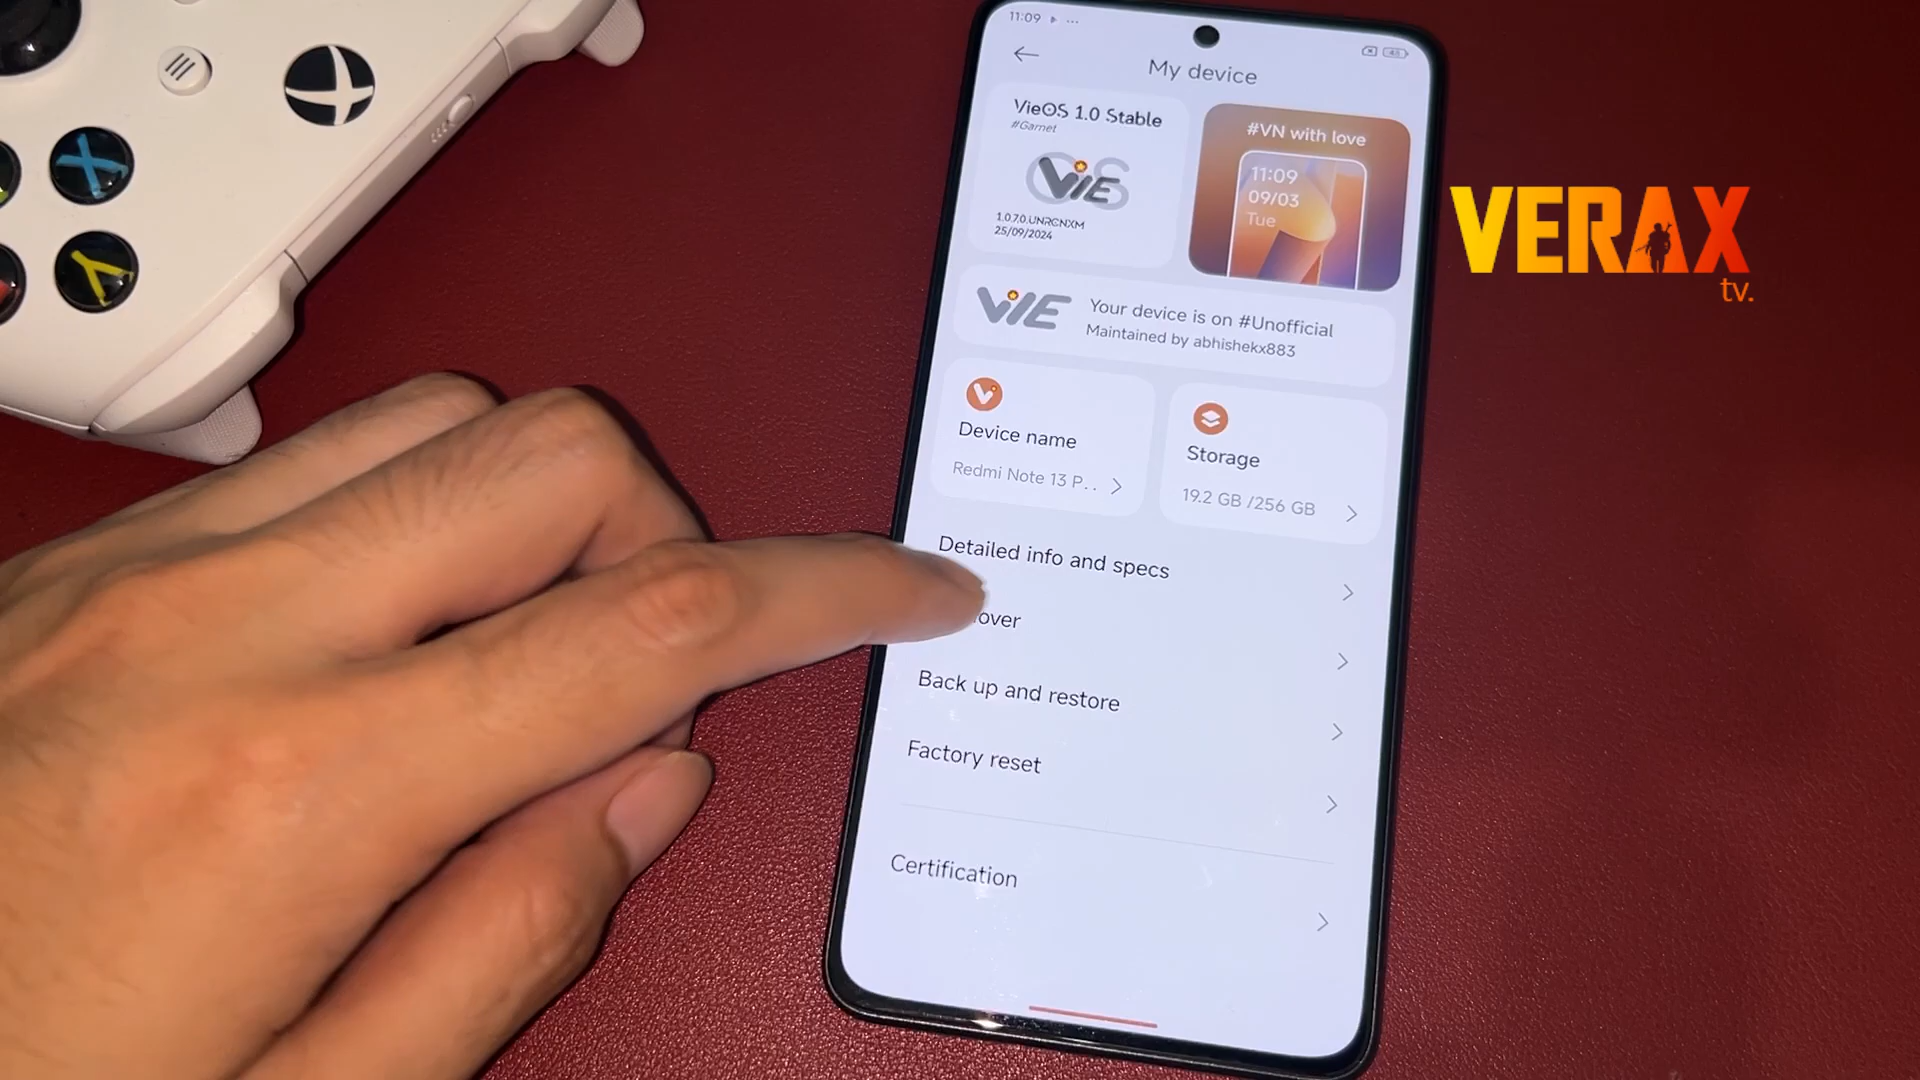 11:09
My device
VieOS 1.0 Stable
#Garnet
ViE OS
1.0.7.0.UNRCNXM
25/09/2024
#VN with love
11:09
09/03
Tue
ViE
Your device is on #Unofficial
Maintained by abhishekx883
Device name
Redmi Note 13 P..
Storage
19.2 GB /256 GB
Detailed info and specs
over
Back up and restore
Factory reset
Certification
VERAX
tv.
X
Y